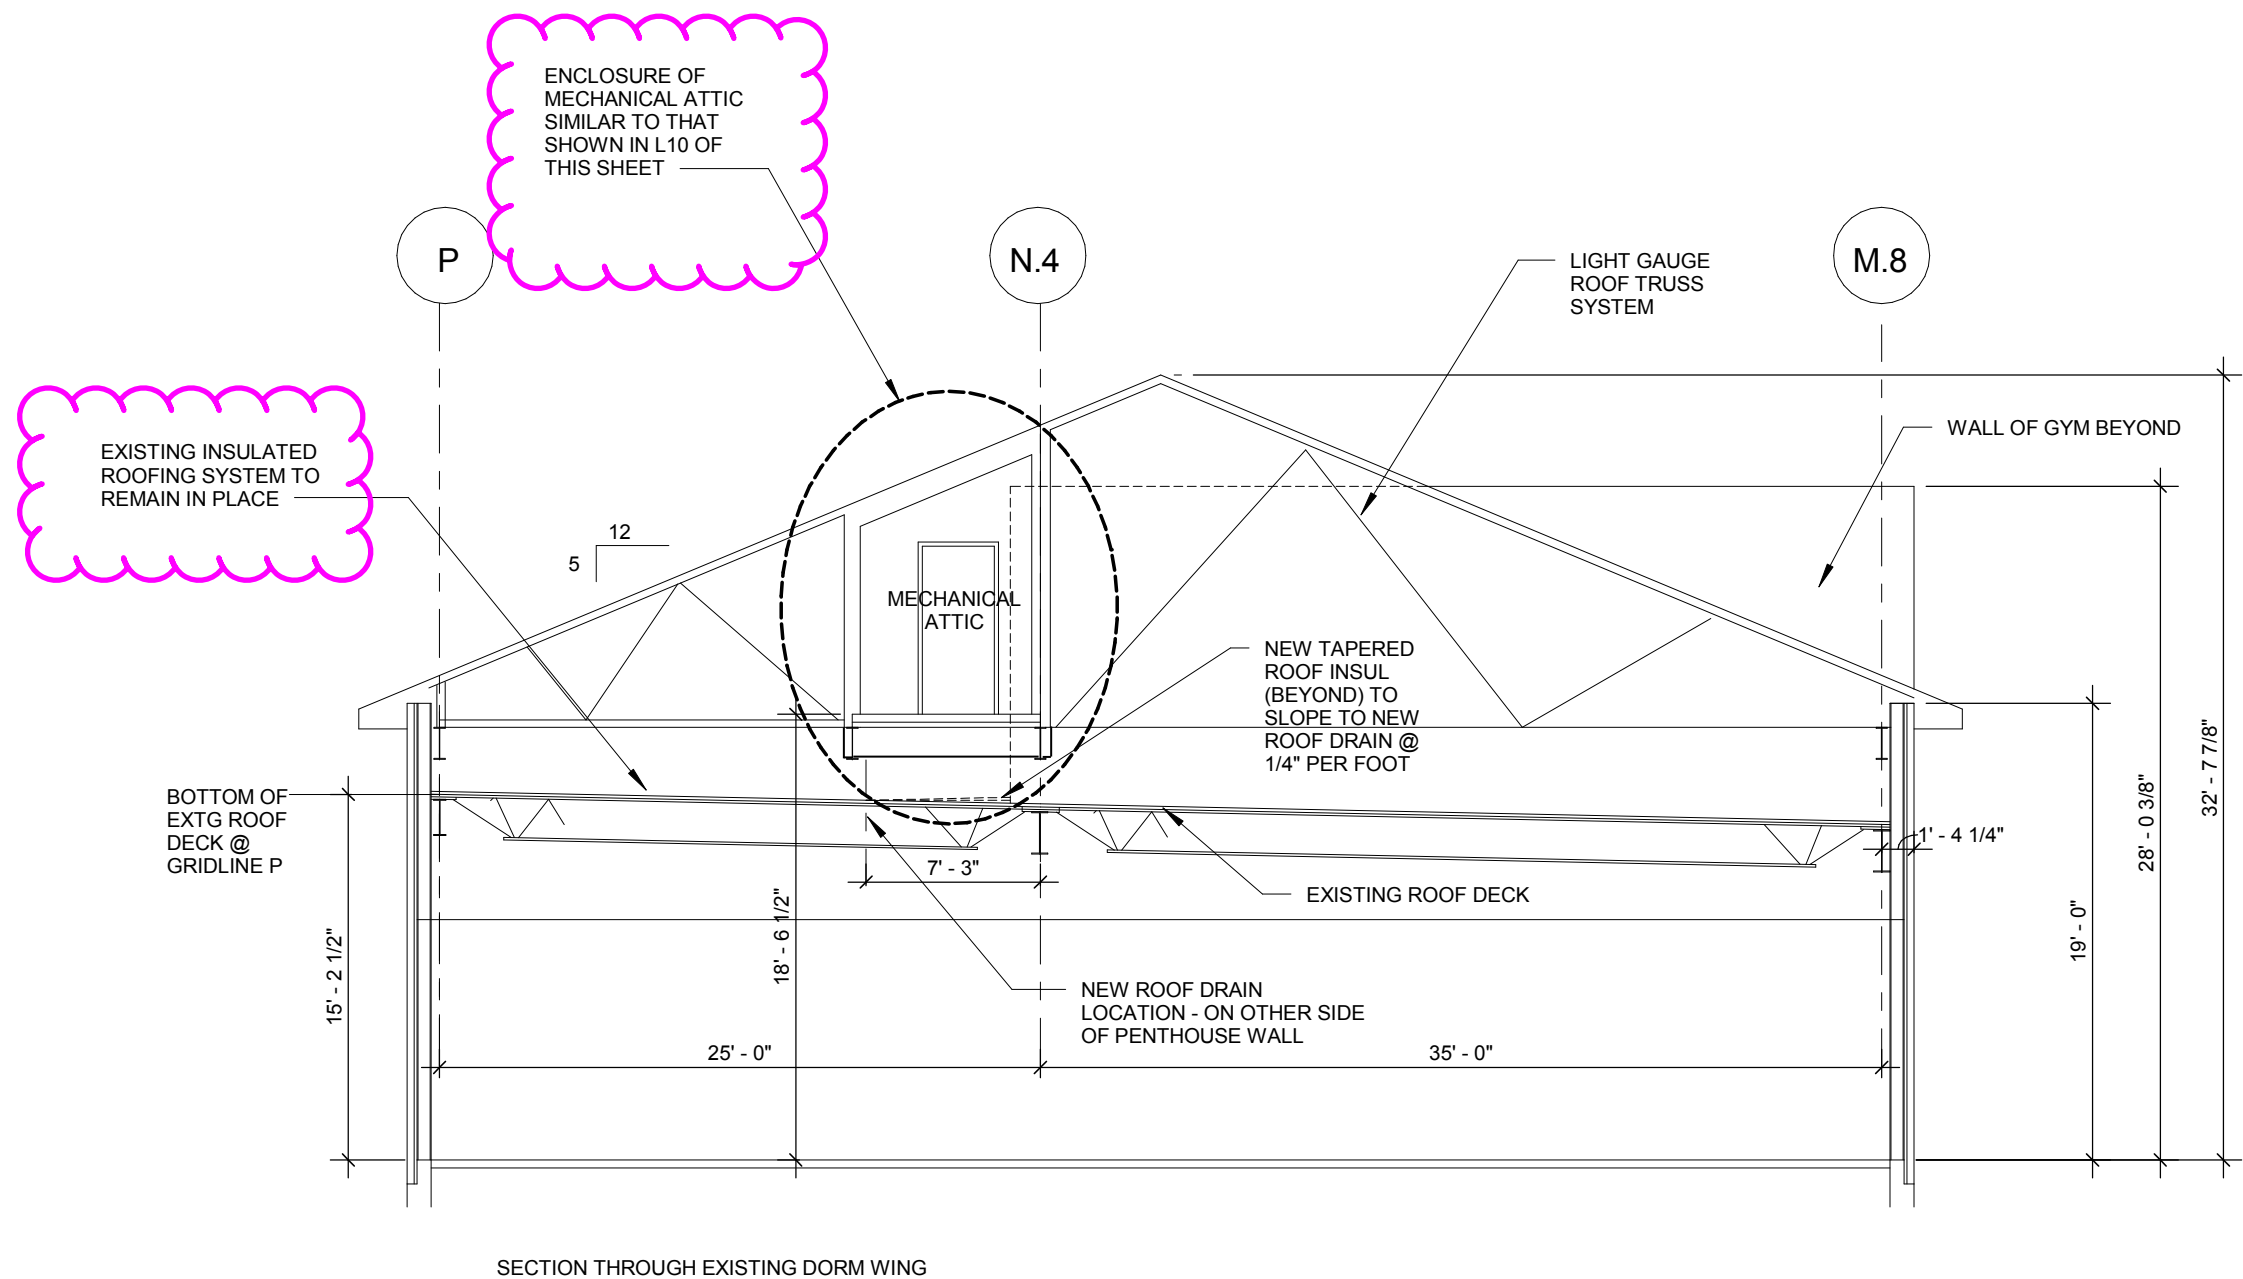 ENCLOSURE OF
MECHANICAL ATTIC
SIMILAR TO THAT
SHOWN IN L10 OF
THIS SHEET
P
N.4
M.8
LIGHT GAUGE
ROOF TRUSS
SYSTEM
WALL OF GYM BEYOND
EXISTING INSULATED
ROOFING SYSTEM TO
REMAIN IN PLACE
12
5
MECHANICAL
ATTIC
NEW TAPERED
ROOF INSUL
(BEYOND) TO
SLOPE TO NEW
ROOF DRAIN @
1/4" PER FOOT
BOTTOM OF
EXTG ROOF
DECK @
GRIDLINE P
32' - 7 7/8"
28' - 0 3/8"
1' - 4 1/4"
7' - 3"
EXISTING ROOF DECK
19' - 0"
18' - 6 1/2"
15' - 2 1/2"
NEW ROOF DRAIN
LOCATION - ON OTHER SIDE
OF PENTHOUSE WALL
25' - 0"
35' - 0"
SECTION THROUGH EXISTING DORM WING